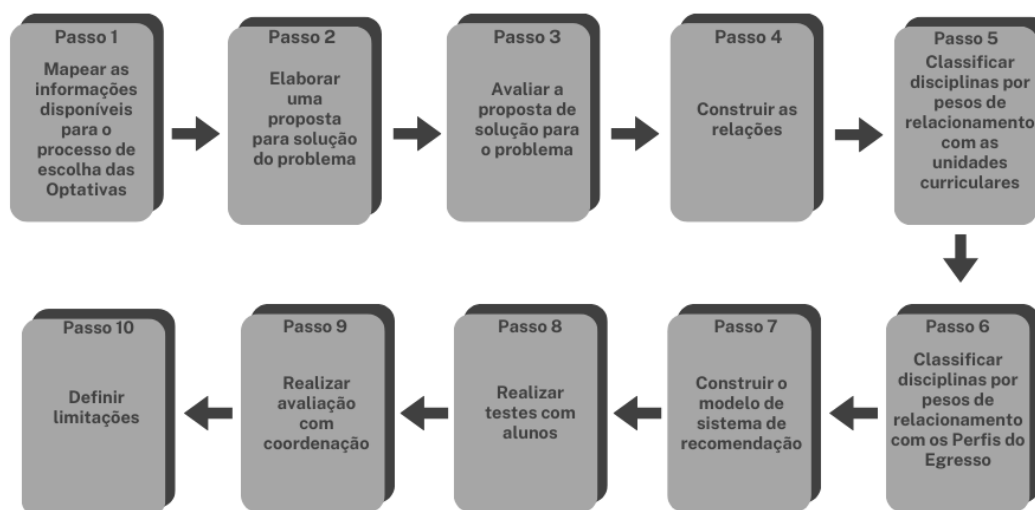 Passo 1
Mapear as
informações
disponíveis
para o
processo de
escolha das
Optativas
Passo 2
Elaborar
uma
proposta
para solução
do problema
Passo 3
Avaliar a
proposta de
solução para
o problema
Passo 4
Construir as
relações
Passo 5
Classificar
disciplinas por
pesos de
relacionamento
com as
unidades
curriculares
Passo 6
Classificar
disciplinas por
pesos de
relacionamento
com os Perfis do
Egresso
Passo 7
Construir o
modelo de
sistema de
recomendação
Passo 8
Realizar
testes com
alunos
Passo 9
Realizar
avaliação
com
coordenação
Passo 10
Definir
limitações